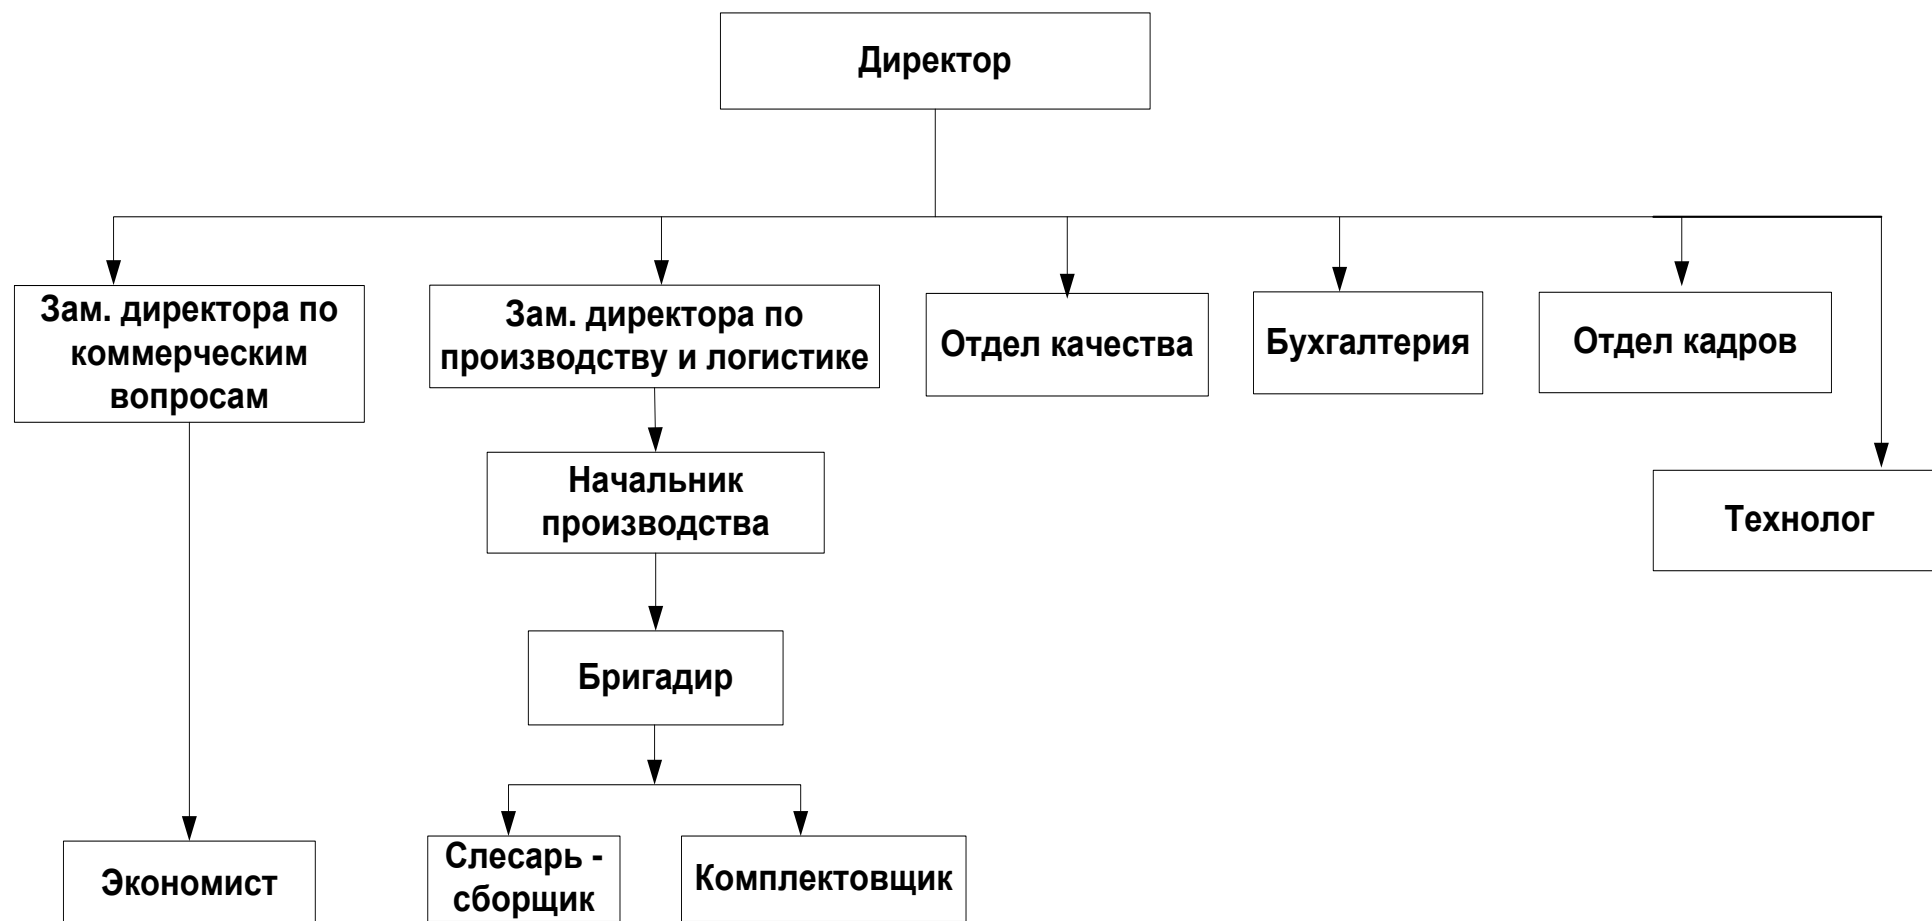 Директор
Зам. директора по
коммерческим
вопросам
Зам. директора по
производству и логистике
Отдел качества
Бухгалтерия
Отдел кадров
Начальник
производства
Технолог
Бригадир
Экономист
Слесарь -
сборщик
Комплектовщик